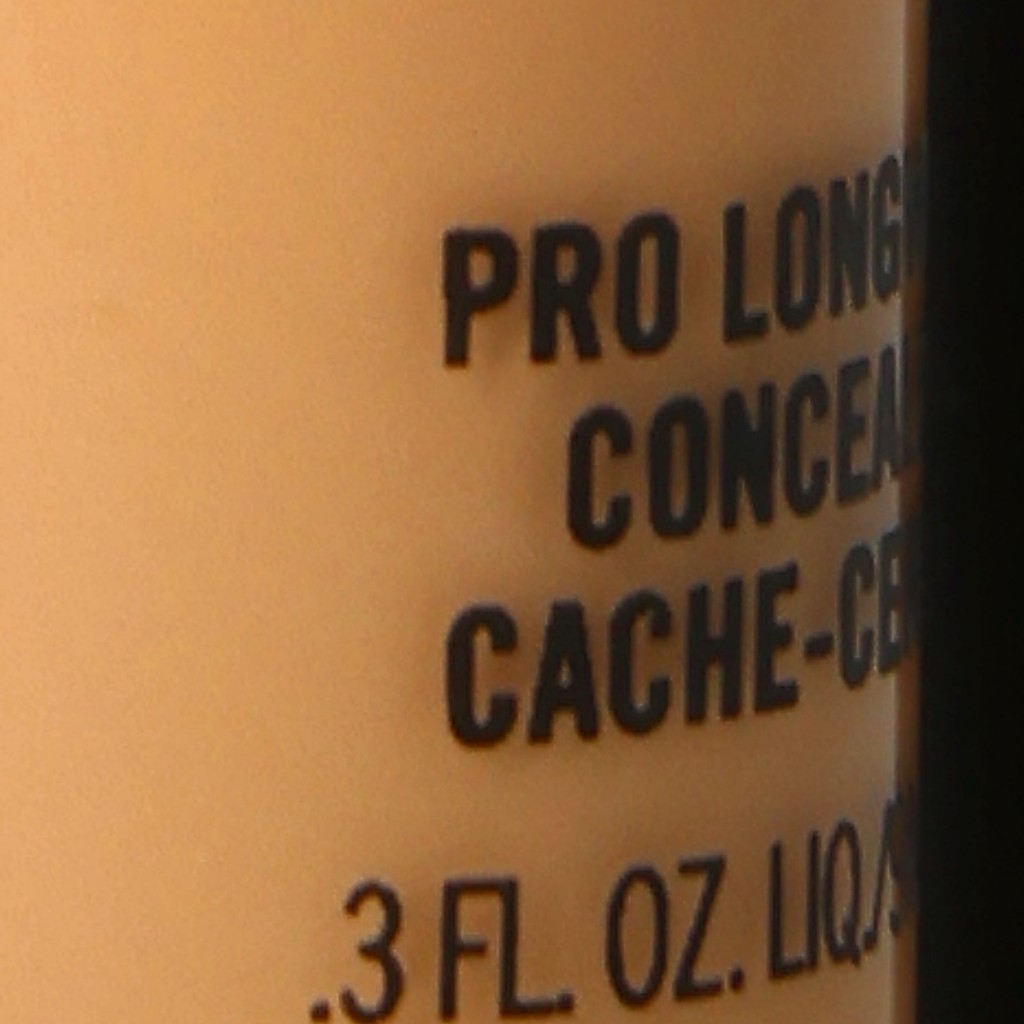 PRO LONG
CONCEA
CACHE-CE
.3 FL. OZ. LIQ./